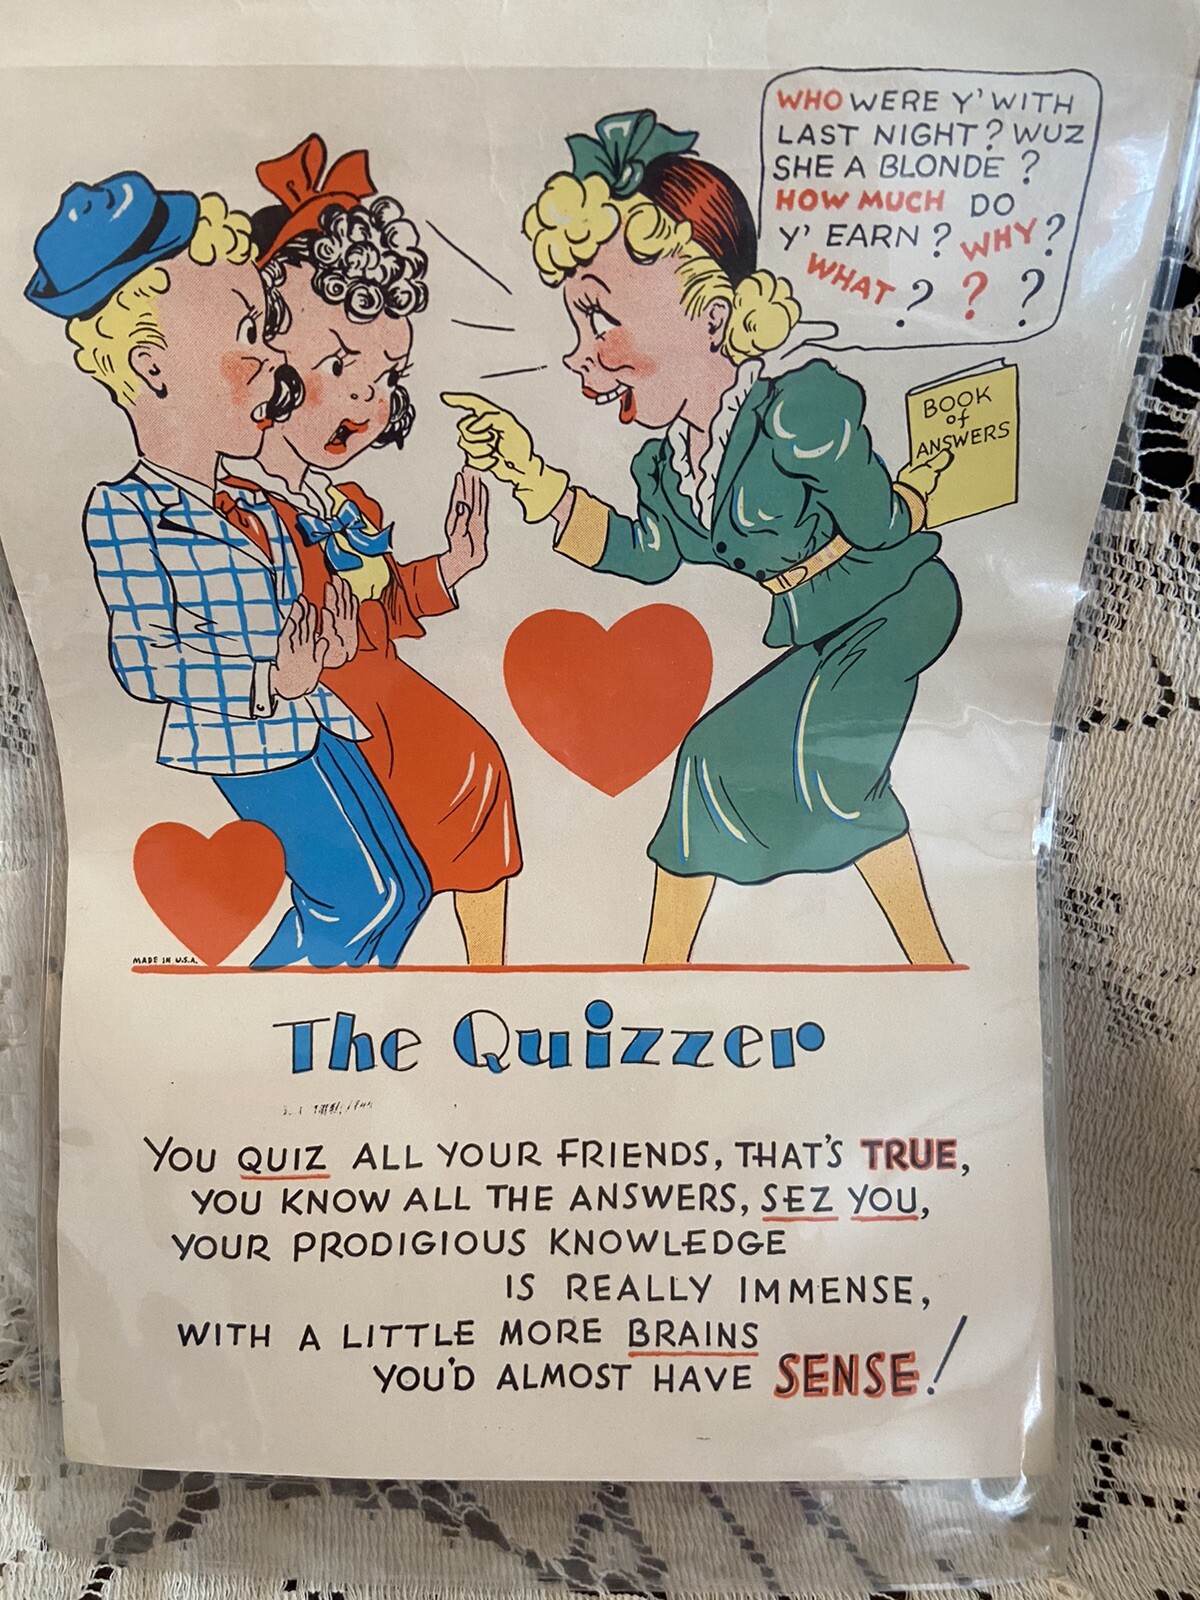 WHO WERE Y' WITH
LAST NIGHT? WUZ
SHE A BLONDE ?
HOW MUCH DO
Y' EARN ? WHY?
WHAT ? ? ?
BOOK
of
ANSWERS
MADE IN U.S.A.
The Quizzer
YOU QUIZ ALL YOUR FRIENDS, THAT'S TRUE,
YOU KNOW ALL THE ANSWERS, SEZ YOU,
YOUR PRODIGIOUS KNOWLEDGE
IS REALLY IMMENSE,
WITH A LITTLE MORE BRAINS
YOU'D ALMOST HAVE SENSE!